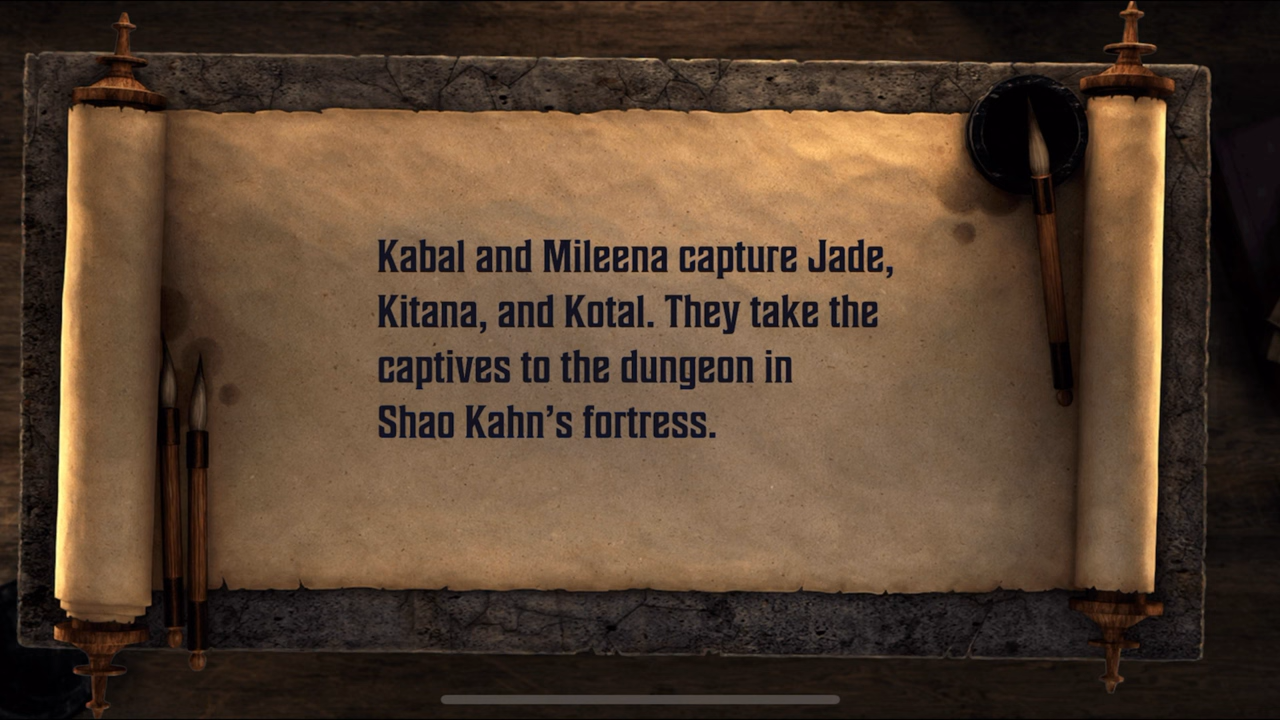 Kabal and Mileena capture Jade,
Kitana, and Kotal. They take the
captives to the dungeon in
Shao Kahn’s fortress.